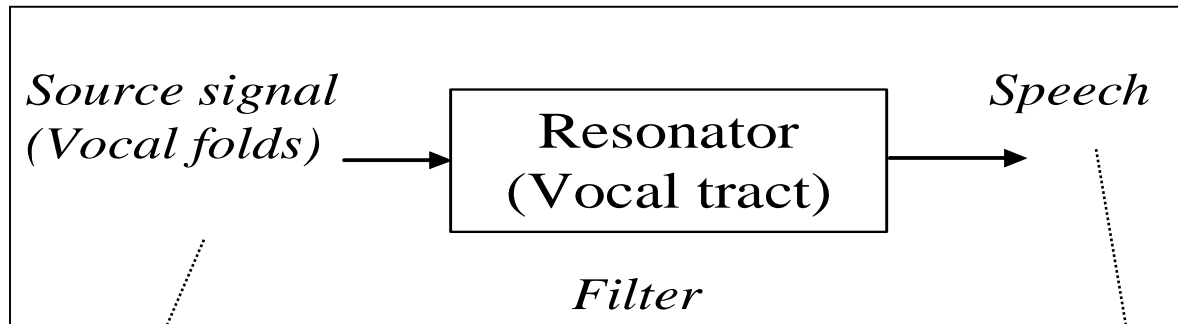 Source signal
(Vocal folds)
Resonator
(Vocal tract)
Speech
Filter